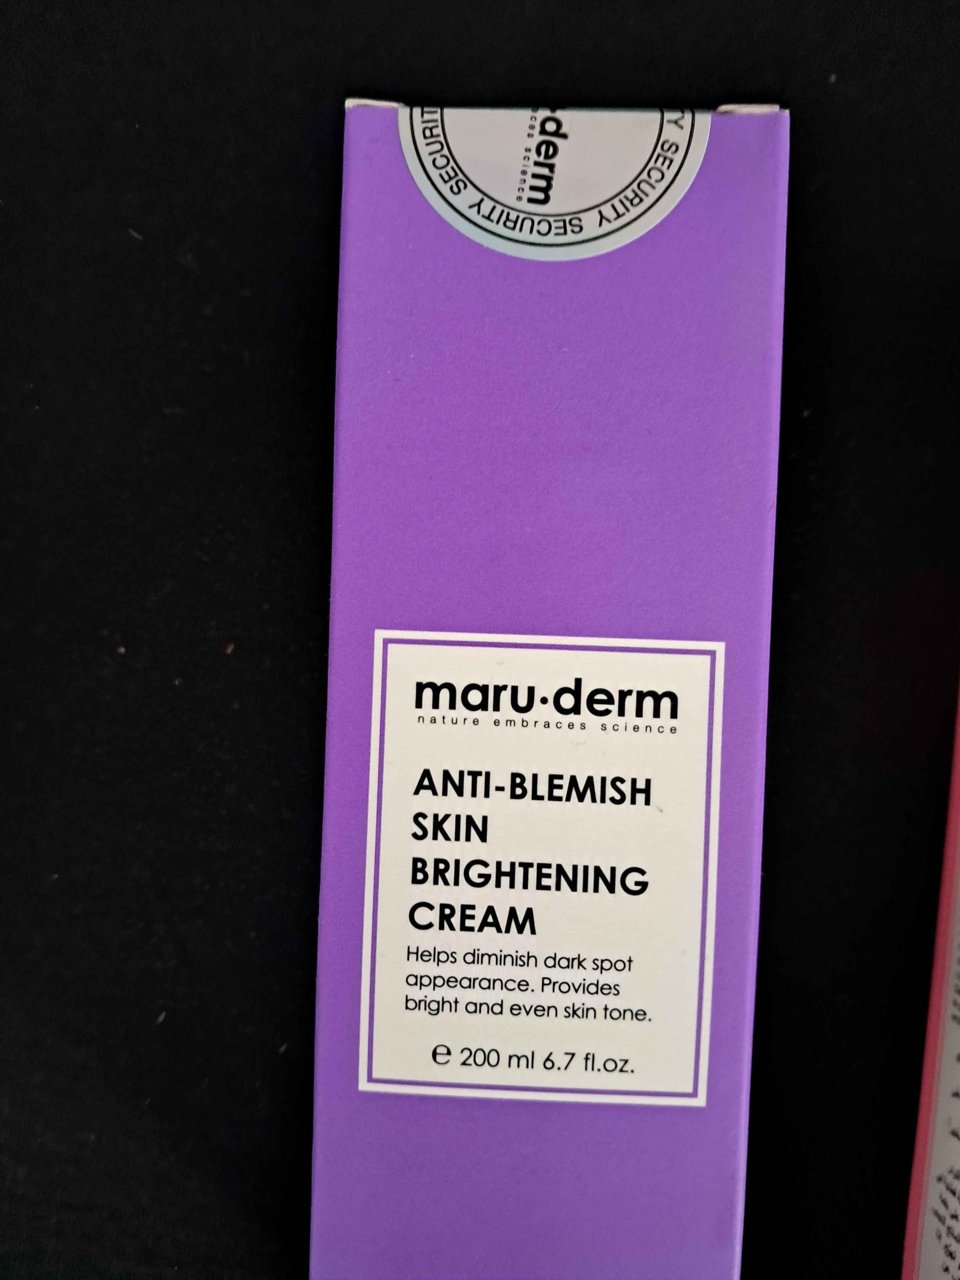 SECURITY SECURITY SECURITY
derm
science
maru·derm
nature embraces science
ANTI-BLEMISH
SKIN
BRIGHTENING
CREAM
Helps diminish dark spot
appearance. Provides
bright and even skin tone.
e 200 ml 6.7 fl.oz.